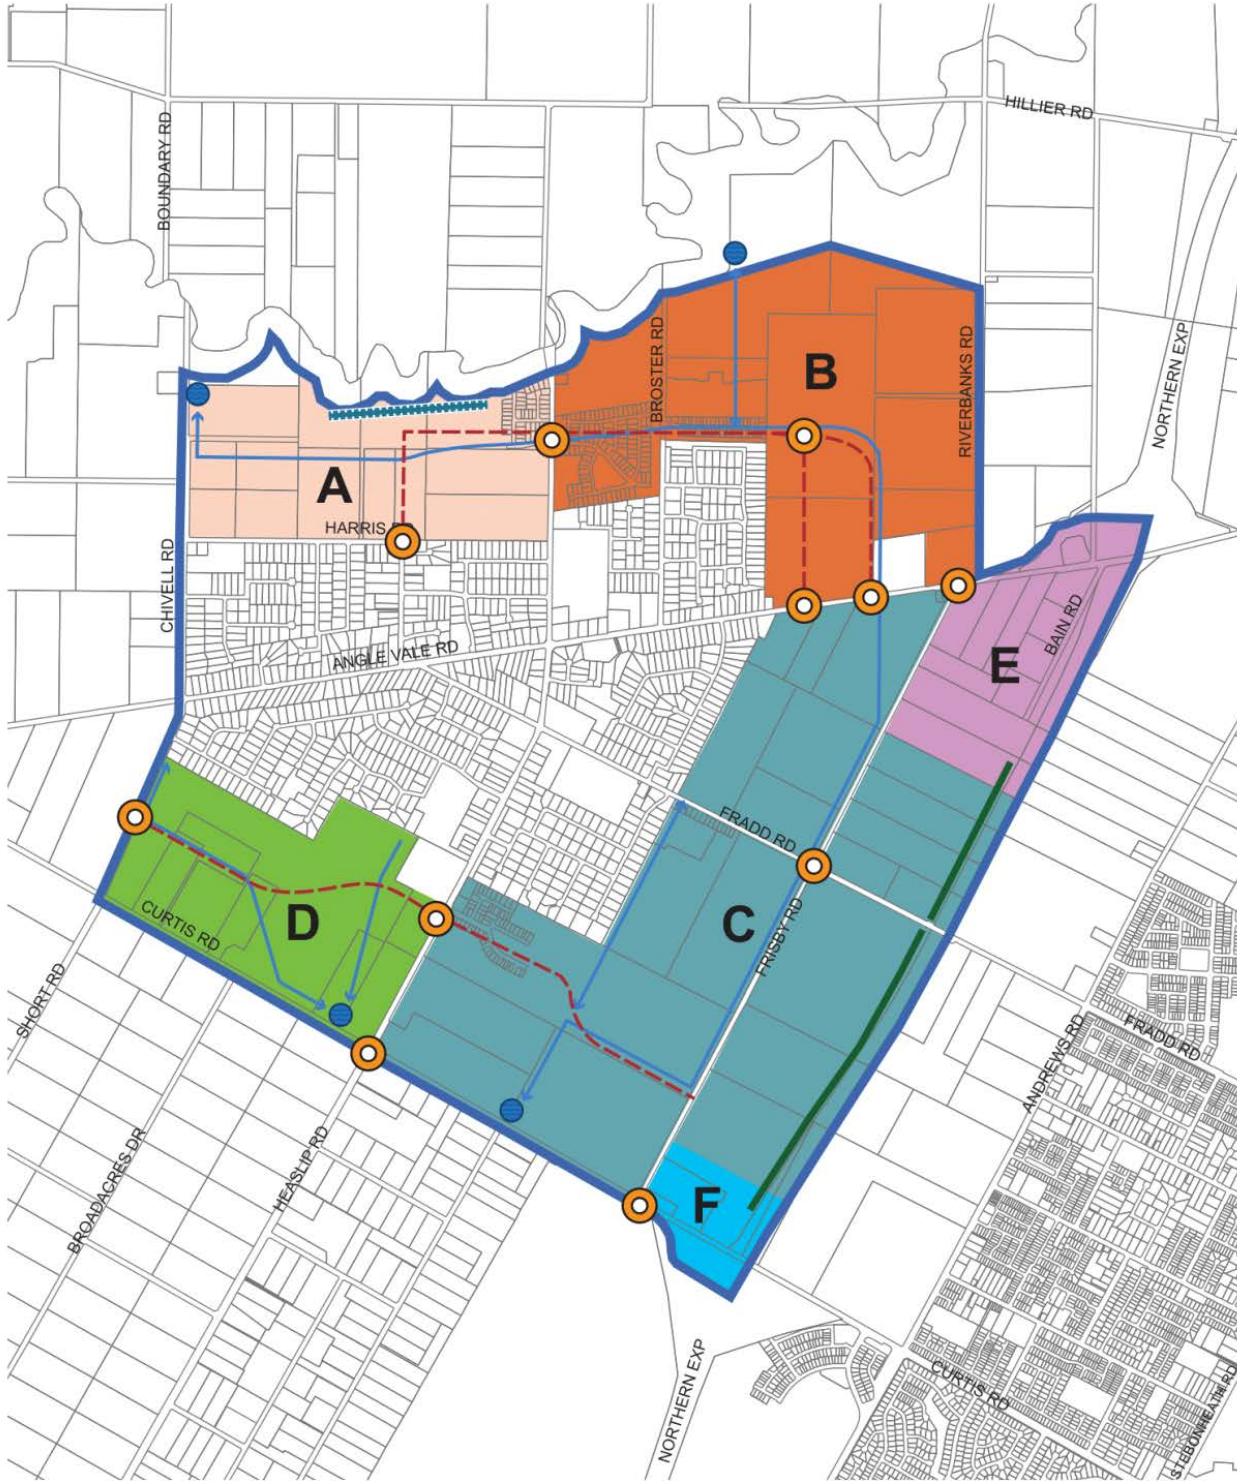 HILLIER RD
BOUNDARY RD
BROSTER RD
RIVERBANKS RD
NORTHERN EXP
B
A
HARRIS
CHIVELL RD
ANGLE VALE RD
BAIN RD
E
FRADD RD
C
FRISBY RD
D
CURTIS RD
SHORT RD
ANDREWS RD
FRADD RD
BROADACRES DR
HEASLIP RD
F
NORTHERN EXP
CURTIS RD
STEBONHEATH RD